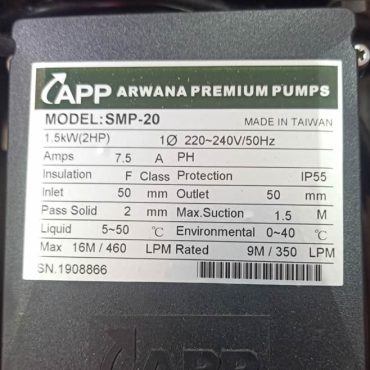 APP ARWANA PREMIUM PUMPS
MODEL:SMP-20 MADE IN TAIWAN
1.5kW(2HP) 1Ø 220~240V/50Hz
Amps 7.5 A PH
Insulation F Class Protection IP55
Inlet 50 mm Outlet 50 mm
Pass Solid 2 mm Max.Suction 1.5 M
Liquid 5~50 ℃ Environmental 0~40 ℃
Max 16M / 460 LPM Rated 9M / 350 LPM
SN.1908866
APP